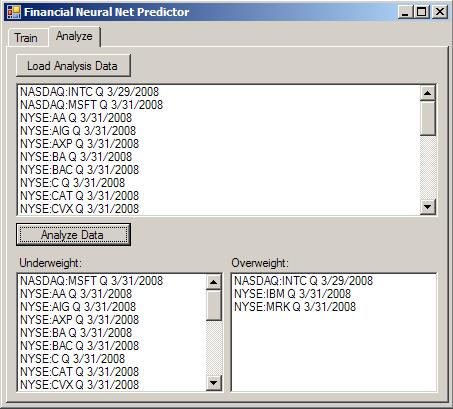 Financial Neural Net Predictor
Train Analyze
Load Analysis Data
NASDAQ:INTC Q 3/29/2008
NASDAQ:MSFT Q 3/31/2008
NYSE:AA Q 3/31/2008
NYSE:AIG Q 3/31/2008
NYSE:AXP Q 3/31/2008
NYSE:BA Q 3/31/2008
NYSE:BAC Q 3/31/2008
NYSE:C Q 3/31/2008
NYSE:CAT Q 3/31/2008
NYSE:CVX Q 3/31/2008
Analyze Data
Underweight:
NASDAQ:MSFT Q 3/31/2008
NYSE:AA Q 3/31/2008
NYSE:AIG Q 3/31/2008
NYSE:AXP Q 3/31/2008
NYSE:BA Q 3/31/2008
NYSE:BAC Q 3/31/2008
NYSE:C Q 3/31/2008
NYSE:CAT Q 3/31/2008
NYSE:CVX Q 3/31/2008
Overweight:
NASDAQ:INTC Q 3/29/2008
NYSE:IBM Q 3/31/2008
NYSE:MRK Q 3/31/2008